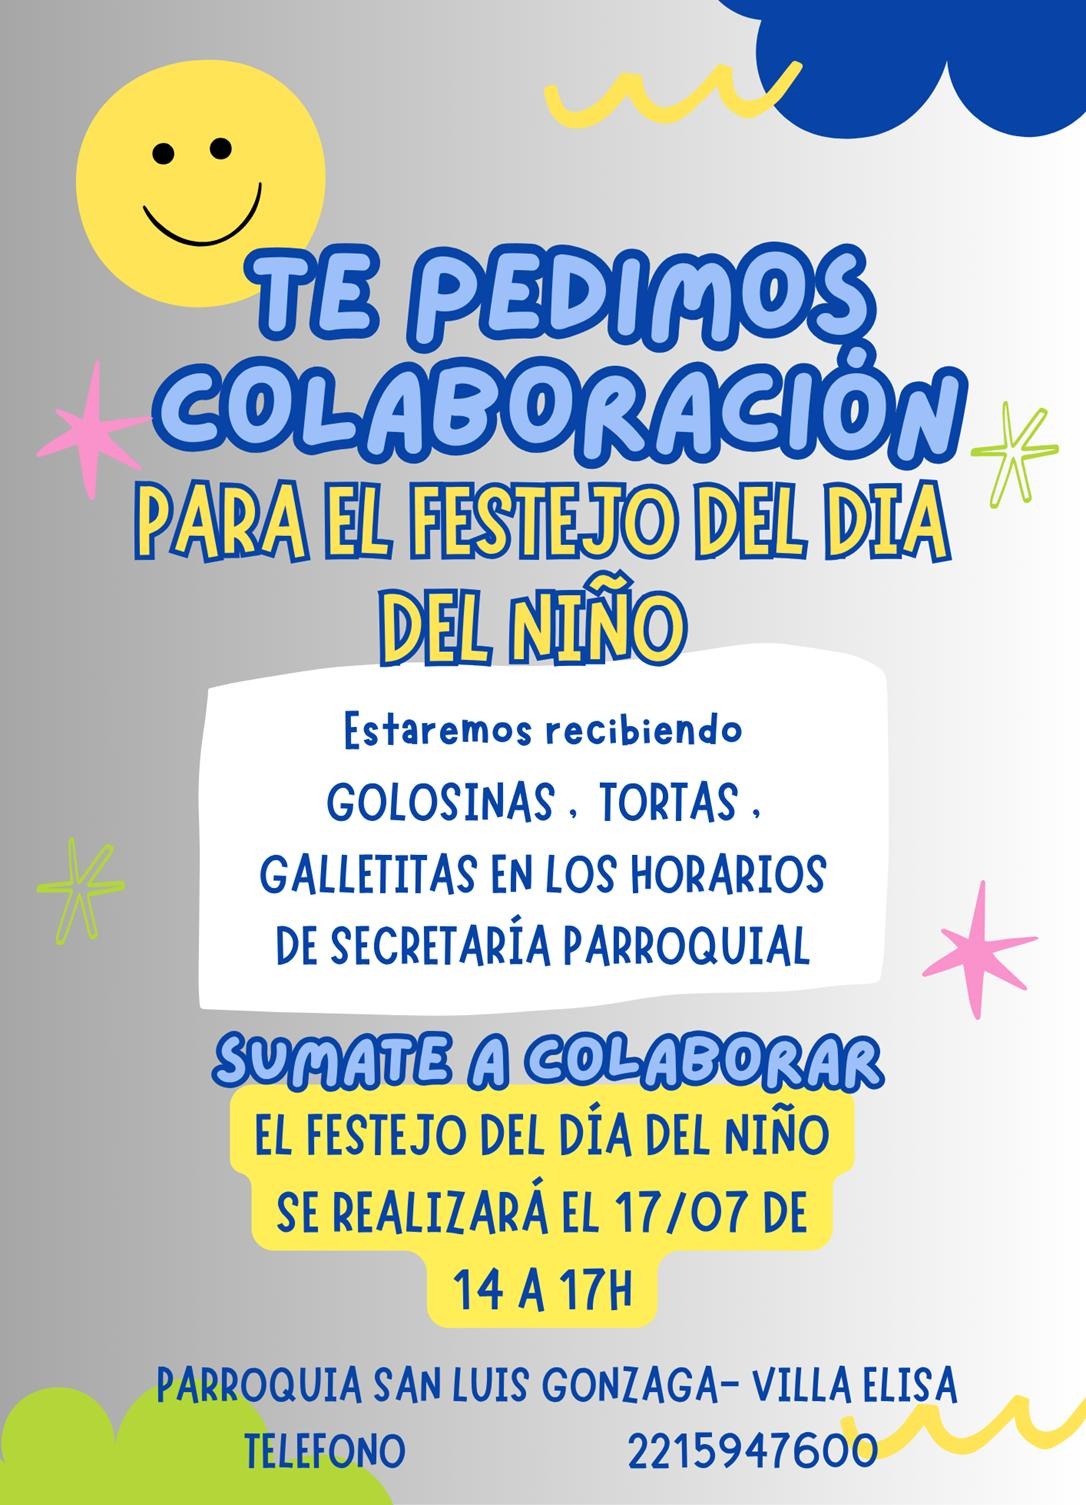 TE PEDIMOS
COLABORACIÓN
PARA EL FESTEJO DEL DIA
DEL NIÑO
Estaremos recibiendo
GOLOSINAS , TORTAS ,
GALLETITAS EN LOS HORARIOS
DE SECRETARÍA PARROQUIAL
SUMATE A COLABORAR
EL FESTEJO DEL DÍA DEL NIÑO
SE REALIZARÁ EL 17/07 DE
14 A 17H
PARROQUIA SAN LUIS GONZAGA- VILLA ELISA
TELEFONO 2215947600